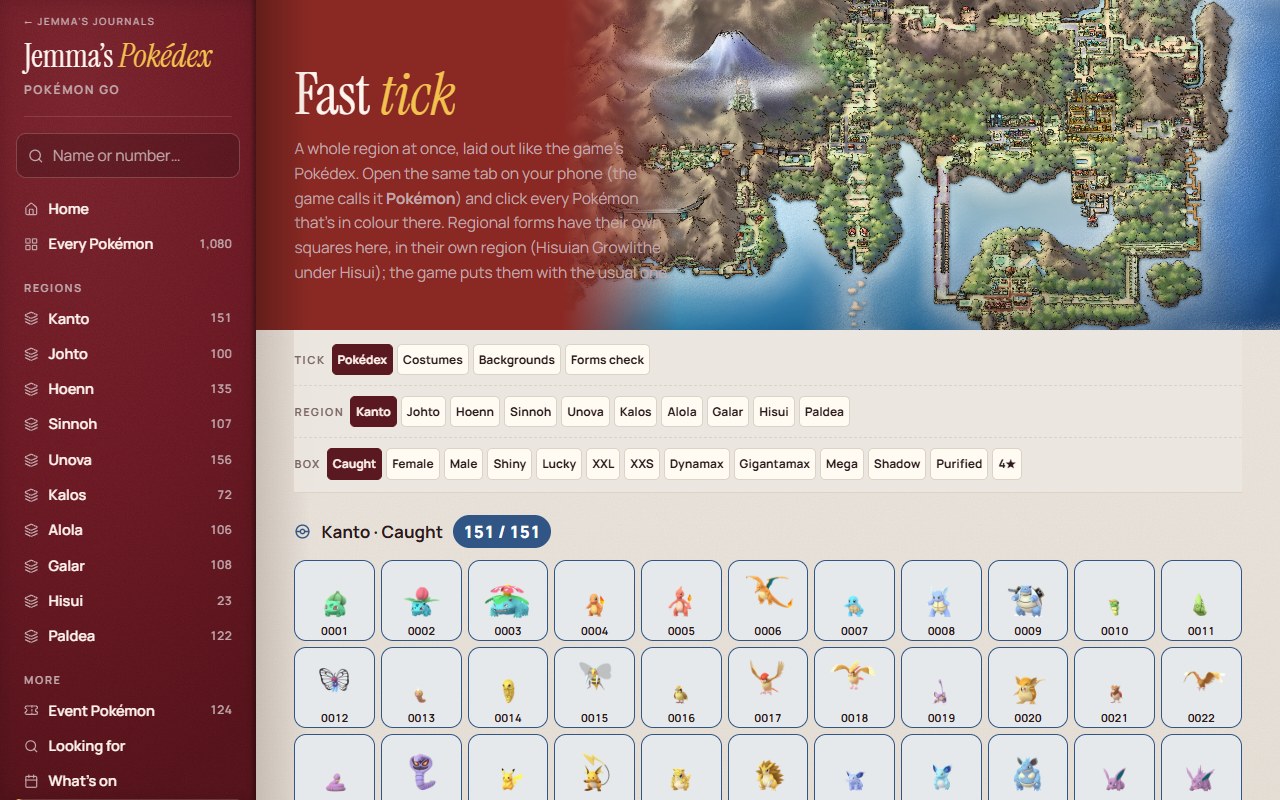 ← JEMMA'S JOURNALS
Jemma's Pokédex
POKÉMON GO
Name or number...
Home
Every Pokémon 1,080
REGIONS
Kanto 151
Johto 100
Hoenn 135
Sinnoh 107
Unova 156
Kalos 72
Alola 106
Galar 108
Hisui 23
Paldea 122
MORE
Event Pokémon 124
Looking for
What's on
Fast tick
A whole region at once, laid out like the game's
Pokédex. Open the same tab on your phone (the
game calls it Pokémon) and click every Pokémon
that's in colour there. Regional forms have their own
squares here, in their own region (Hisuian Growlithe
under Hisui); the game puts them with the usual one.
TICK Pokédex Costumes Backgrounds Forms check
REGION Kanto Johto Hoenn Sinnoh Unova Kalos Alola Galar Hisui Paldea
BOX Caught Female Male Shiny Lucky XXL XXS Dynamax Gigantamax Mega Shadow Purified 4★
Kanto · Caught 151 / 151
0001 0002 0003 0004 0005 0006 0007 0008 0009 0010 0011
0012 0013 0014 0015 0016 0017 0018 0019 0020 0021 0022